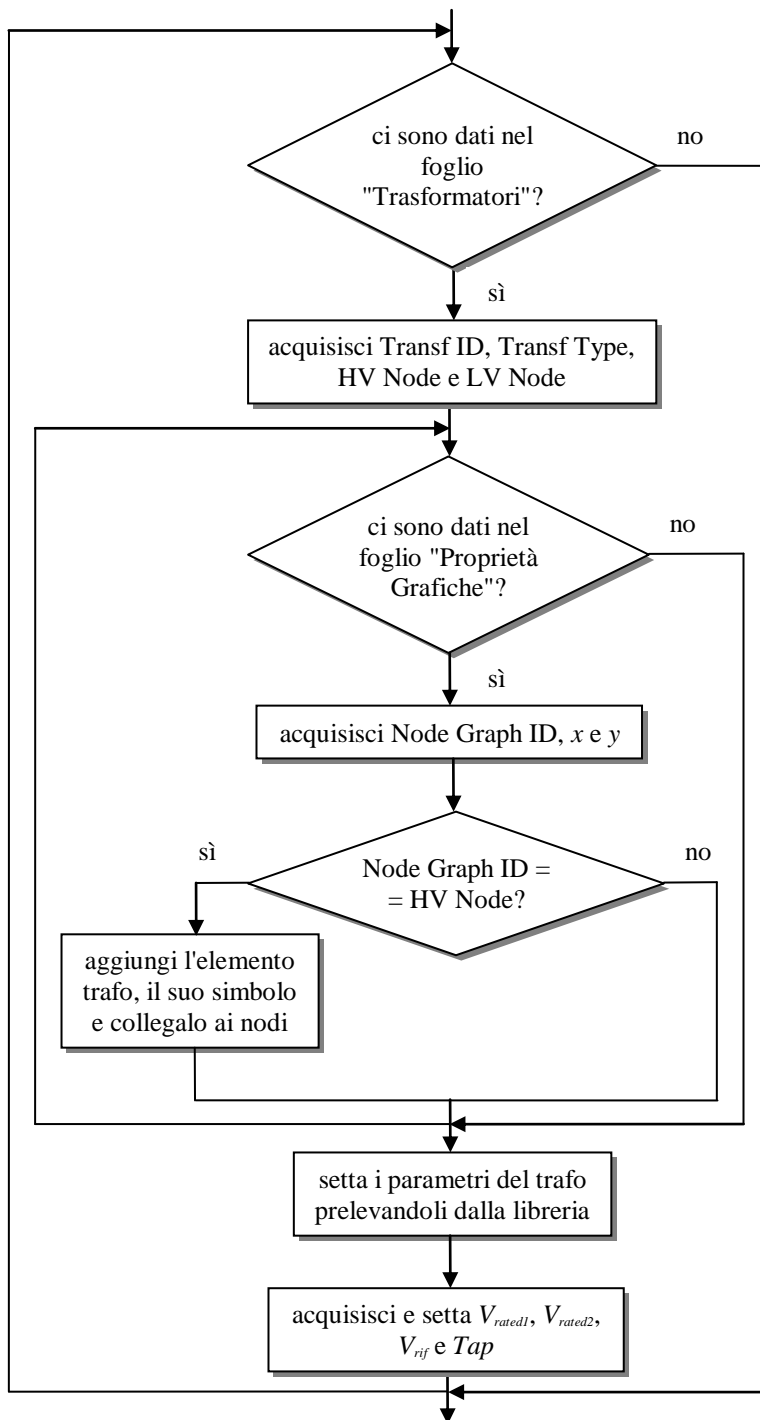 ci sono dati nel
foglio
"Trasformatori"?
no
sì
acquisisci Transf ID, Transf Type,
HV Node e LV Node
ci sono dati nel
foglio "Proprietà
Grafiche"?
no
sì
acquisisci Node Graph ID, x e y
sì
Node Graph ID =
= HV Node?
no
aggiungi l'elemento
trafo, il suo simbolo
e collegalo ai nodi
setta i parametri del trafo
prelevandoli dalla libreria
acquisisci e setta Vrated1, Vrated2,
Vrif e Tap